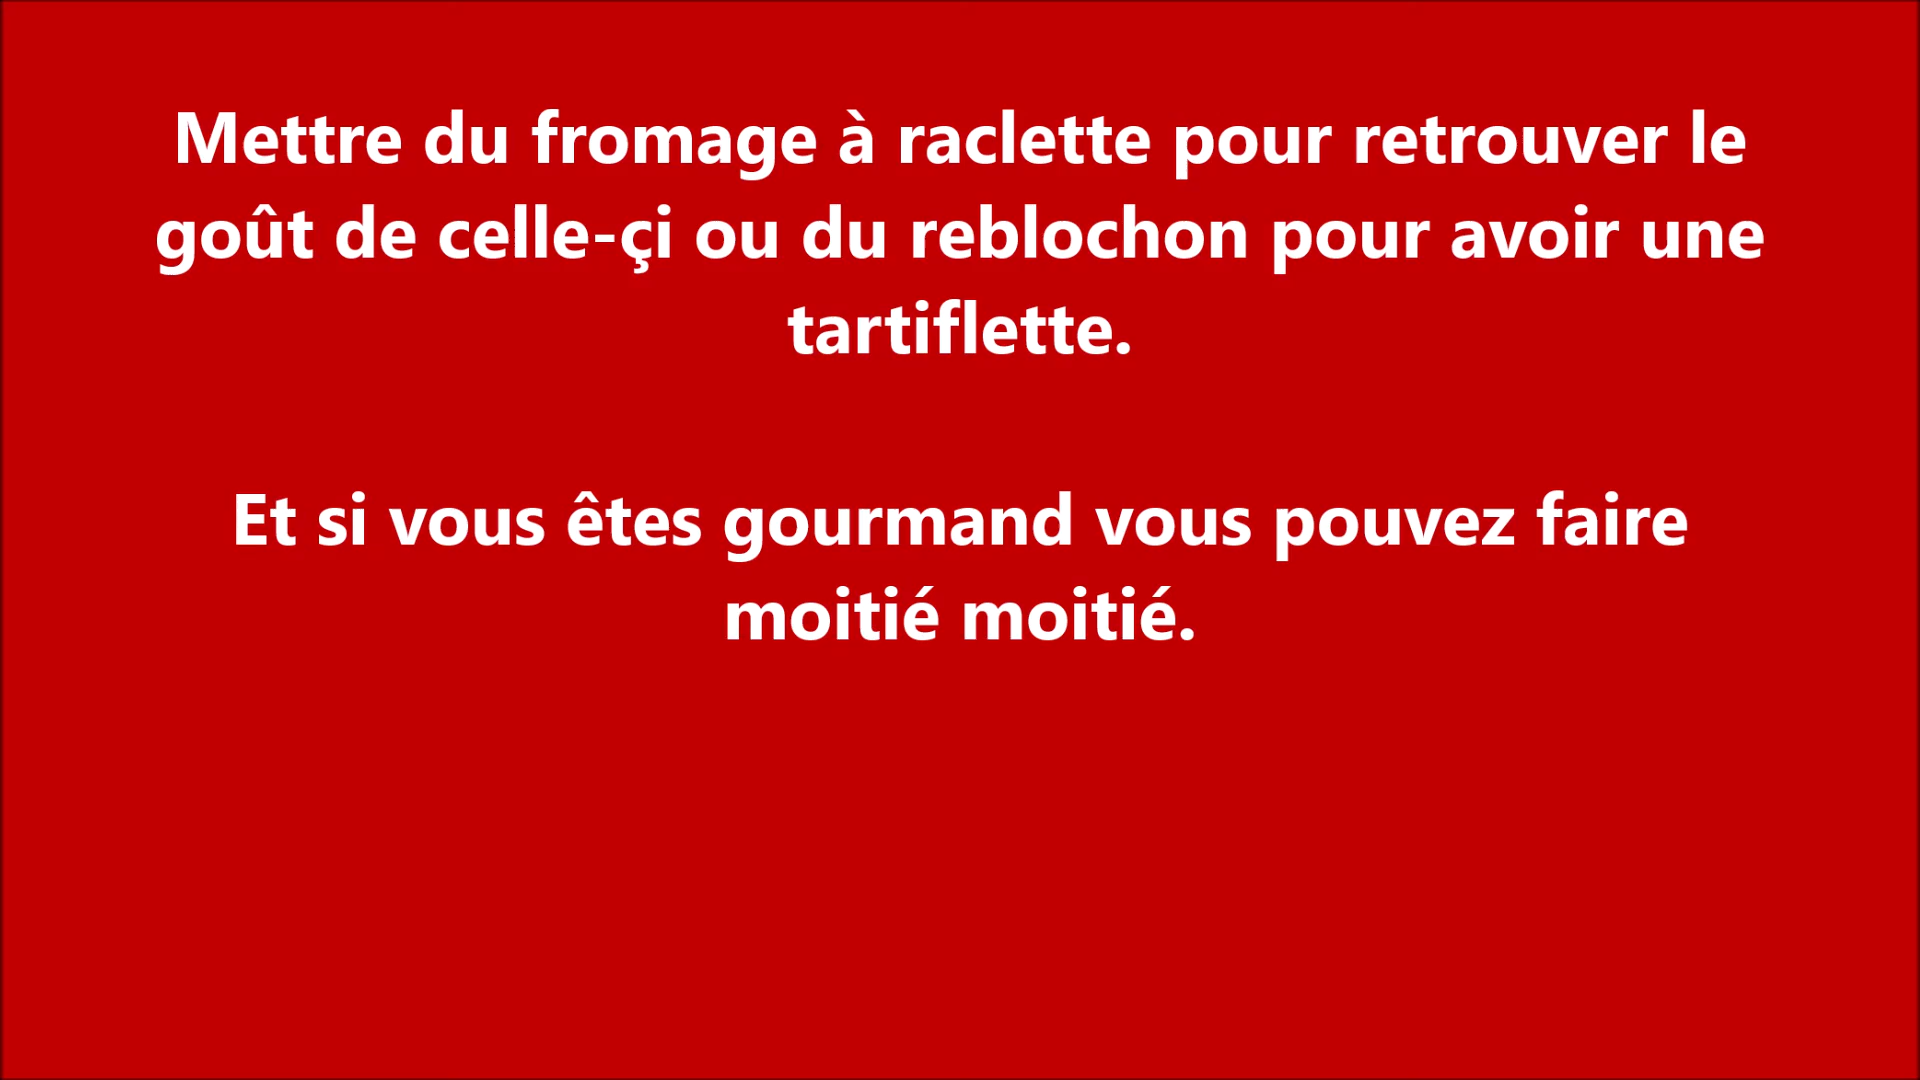 Mettre du fromage à raclette pour retrouver le
goût de celle-çi ou du reblochon pour avoir une
tartiflette.
Et si vous êtes gourmand vous pouvez faire
moitié moitié.